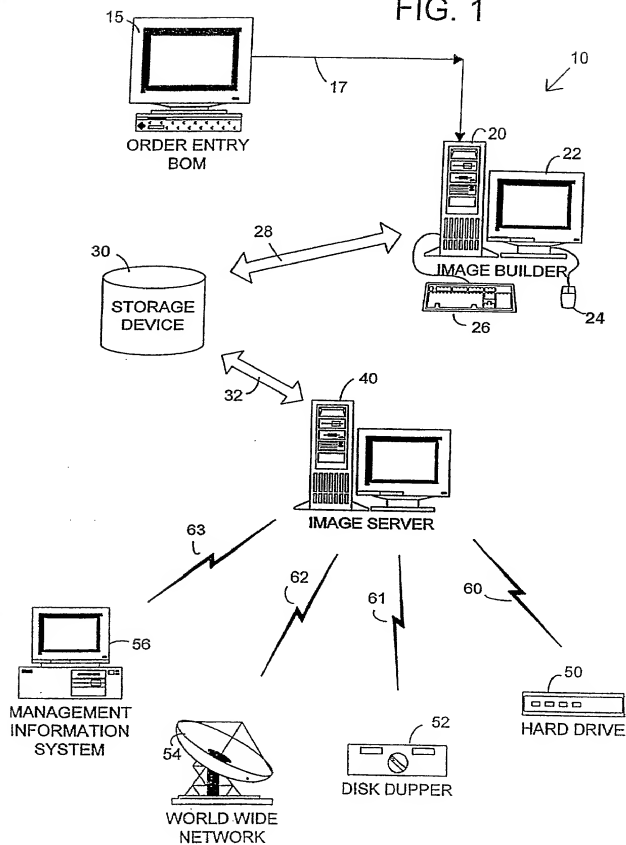 FIG. 1
15
10
17
20
22
ORDER ENTRY
BOM
28
30
IMAGE BUILDER
STORAGE
DEVICE
26
24
32
40
IMAGE SERVER
63
62
61
60
56
50
MANAGEMENT
INFORMATION
SYSTEM
HARD DRIVE
54
52
DISK DUPPER
WORLD WIDE
NETWORK